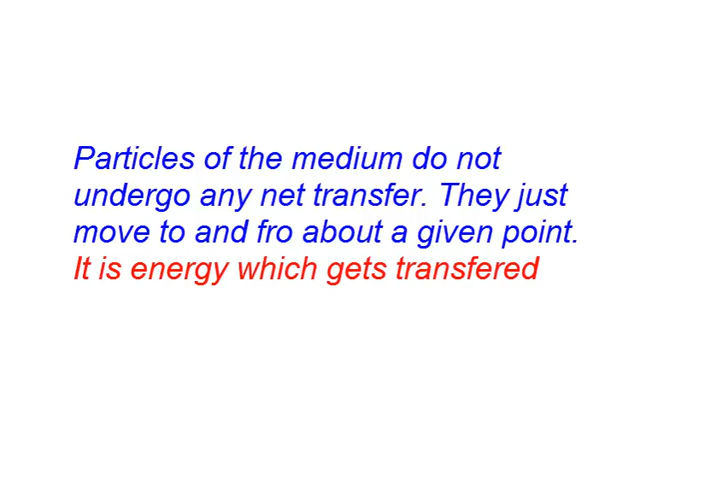 Particles of the medium do not
undergo any net transfer. They just
move to and fro about a given point.
It is energy which gets transfered